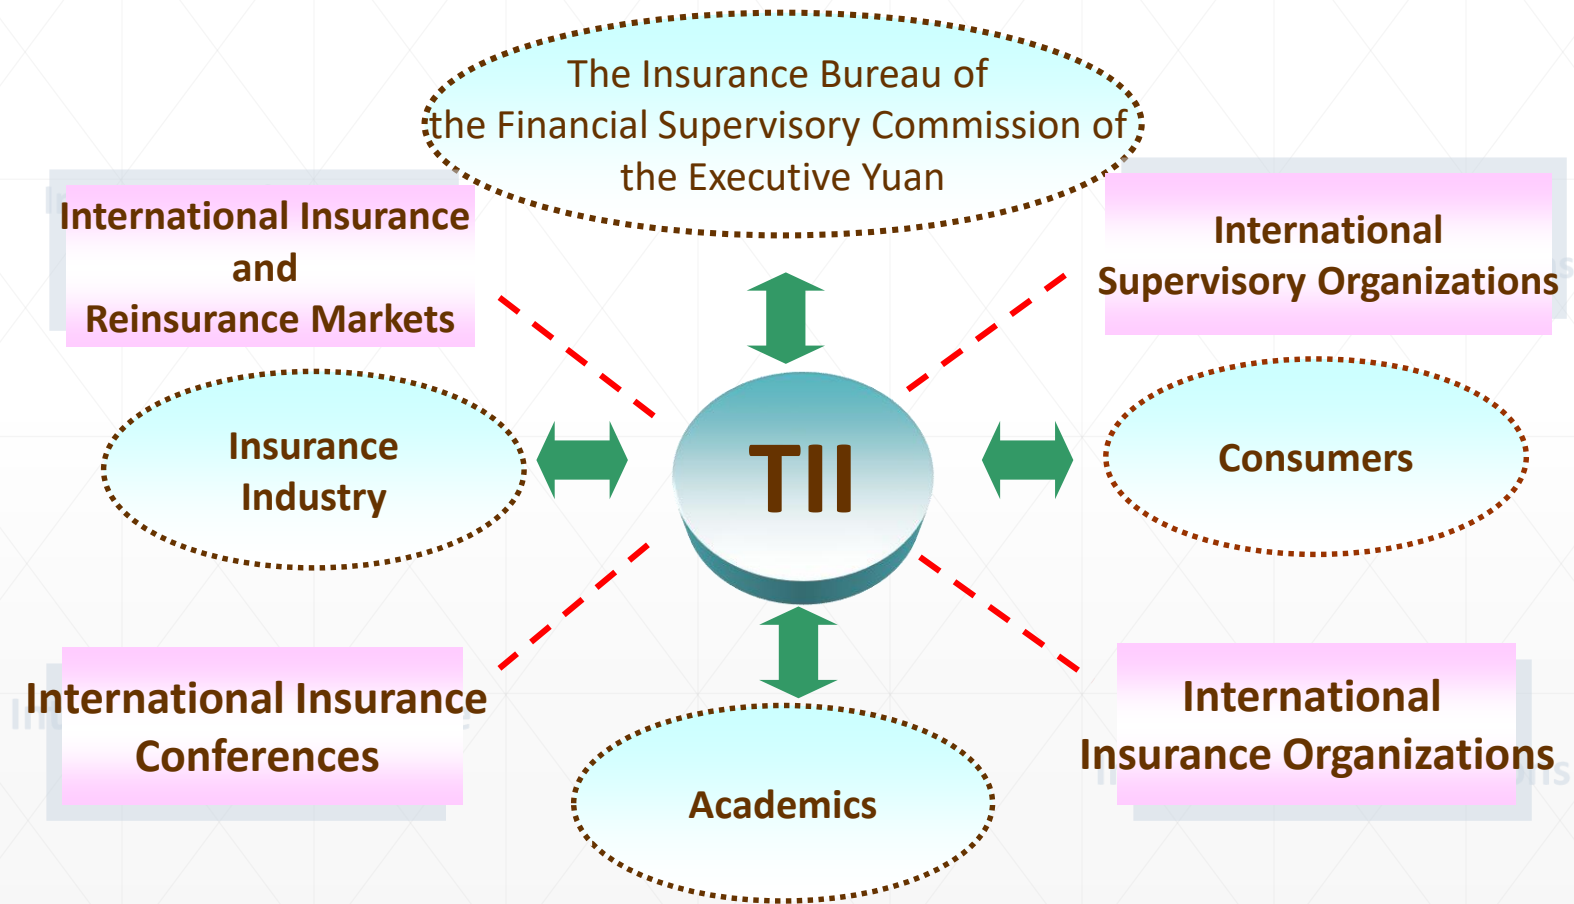 The Insurance Bureau of
the Financial Supervisory Commission of
the Executive Yuan
International Insurance
and
Reinsurance Markets
International
Supervisory Organizations
Insurance
Industry
TII
Consumers
International Insurance
Conferences
Academics
International
Insurance Organizations